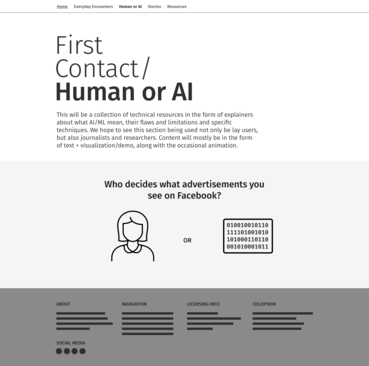 Home Everyday Encounters Human or AI Stories Resources
First
Contact/
Human or AI
This will be a collection of technical resources in the form of explainers
about what AI/ML mean, their flaws and limitations and specific
techniques. We hope to see this section being used not only be lay users,
but also journalists and researchers. Content will mostly be in the form
of text + visualization/demo, along with the occasional animation.
Who decides what advertisements you
see on Facebook?
OR
010010010110
111101001010
101000110110
001010001011
ABOUT NAVIGATION LICENSING INFO COLOPHON
SOCIAL MEDIA